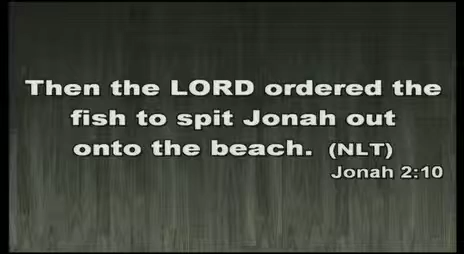 Then the LORD ordered the
fish to spit Jonah out
onto the beach. (NLT)
Jonah 2:10